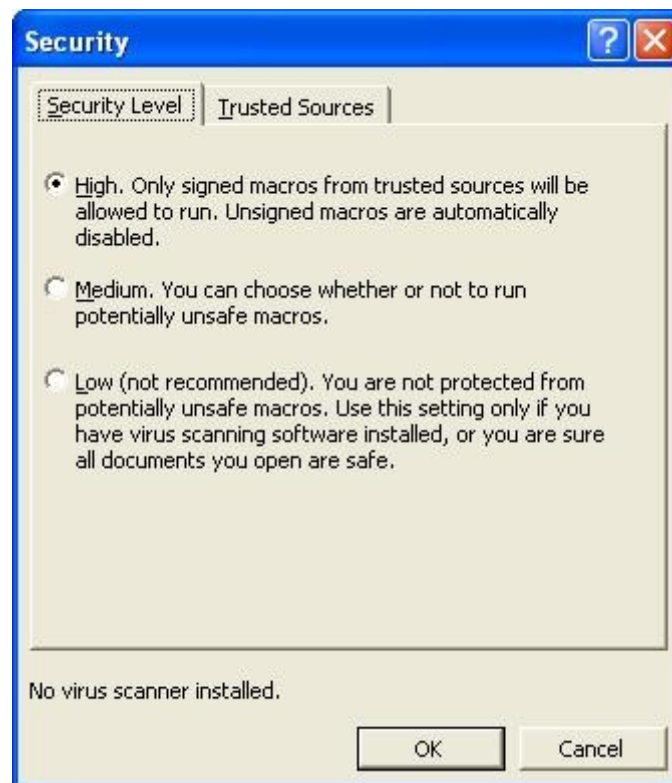 Security
?
X
Security Level
Trusted Sources
High. Only signed macros from trusted sources will be
allowed to run. Unsigned macros are automatically
disabled.
Medium. You can choose whether or not to run
potentially unsafe macros.
Low (not recommended). You are not protected from
potentially unsafe macros. Use this setting only if you
have virus scanning software installed, or you are sure
all documents you open are safe.
No virus scanner installed.
OK
Cancel